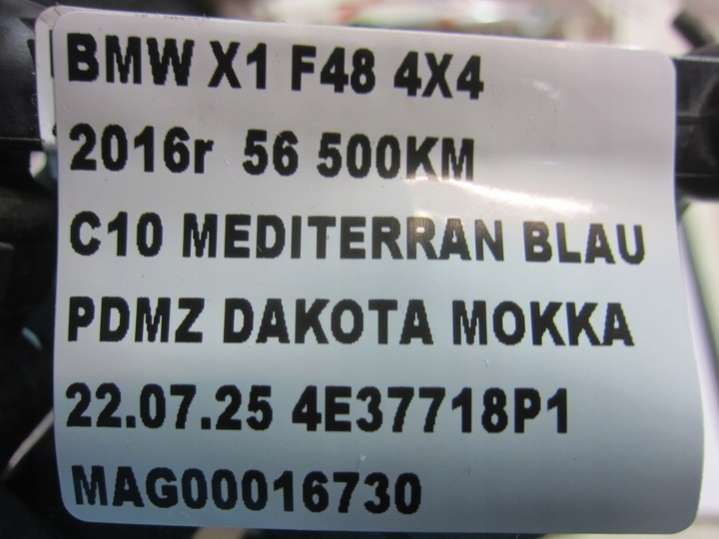 BMW X1 F48 4X4
2016r 56 500KM
C10 MEDITERRAN BLAU
PDMZ DAKOTA MOKKA
22.07.25 4E37718P1
MAG00016730